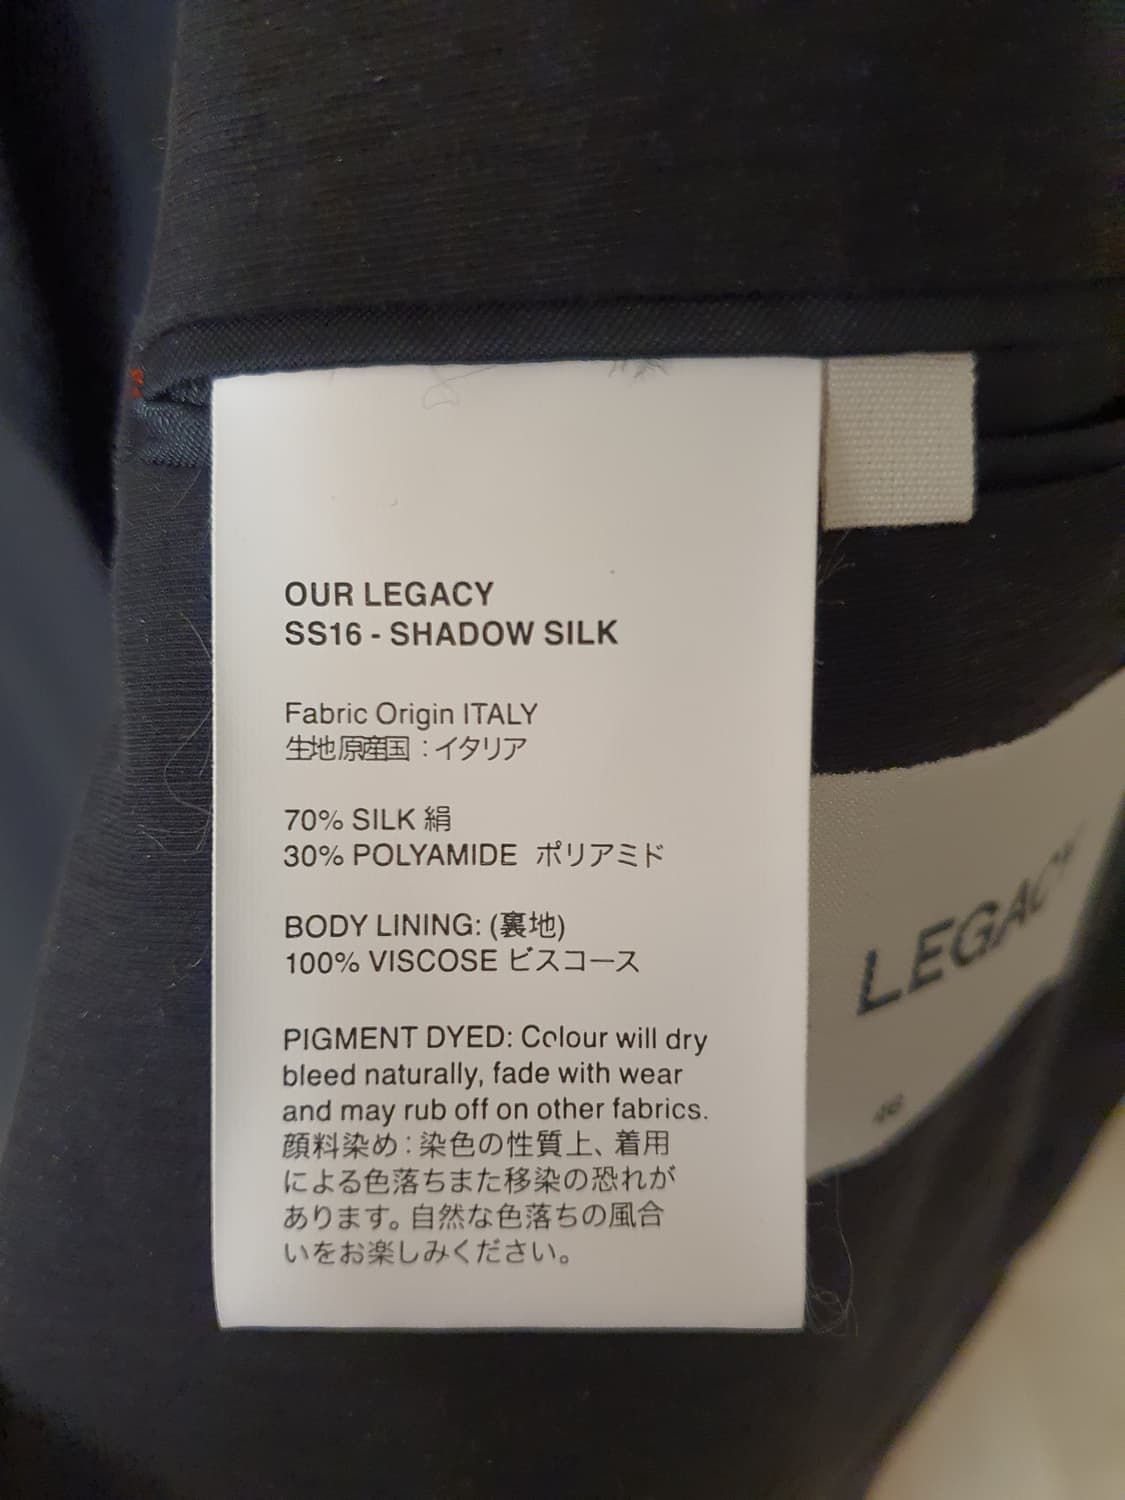 OUR LEGACY
SS16 - SHADOW SILK
Fabric Origin ITALY
生地原産国：イタリア
70% SILK 絹
30% POLYAMIDE ポリアミド
BODY LINING: (裏地)
100% VISCOSE ビスコース
PIGMENT DYED: Colour will dry
bleed naturally, fade with wear
and may rub off on other fabrics.
顔料染め：染色の性質上、着用
による色落ちまた移染の恐れが
あります。自然な色落ちの風合
いをお楽しみください。
LEGACY